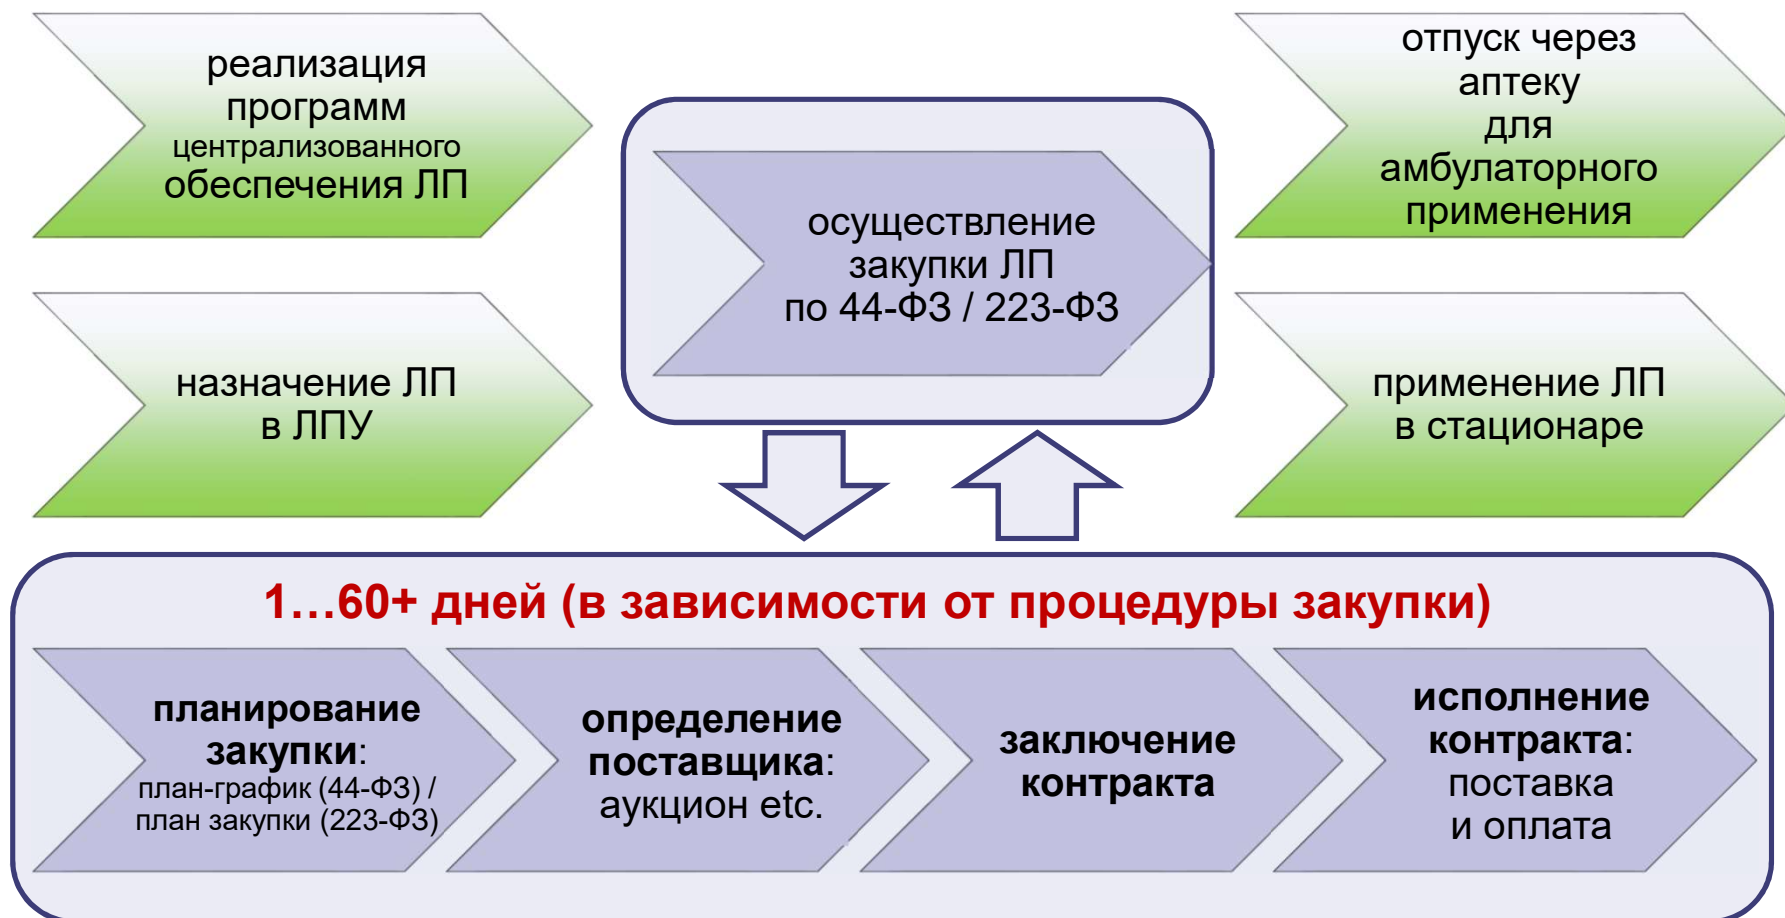 реализация
программ
централизованного
обеспечения ЛП
назначение ЛП
в ЛПУ
осуществление
закупки ЛП
по 44-ФЗ / 223-ФЗ
отпуск через
аптеку
для
амбулаторного
применения
применение ЛП
в стационаре
1...60+ дней (в зависимости от процедуры закупки)
планирование
закупки:
план-график (44-ФЗ) /
план закупки (223-ФЗ)
определение
поставщика:
аукцион etc.
заключение
контракта
исполнение
контракта:
поставка
и оплата